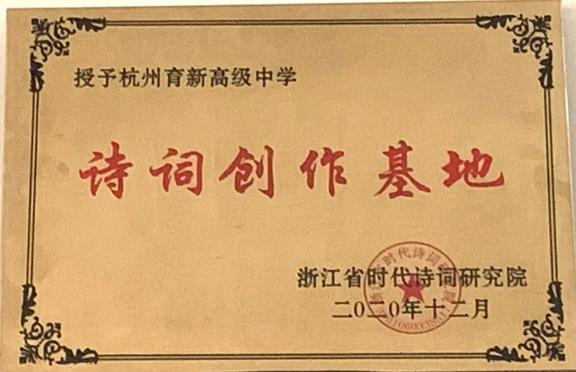 授予杭州育新高级中学
诗词创作基地
浙江省时代诗词研究院
二〇二〇年十二月